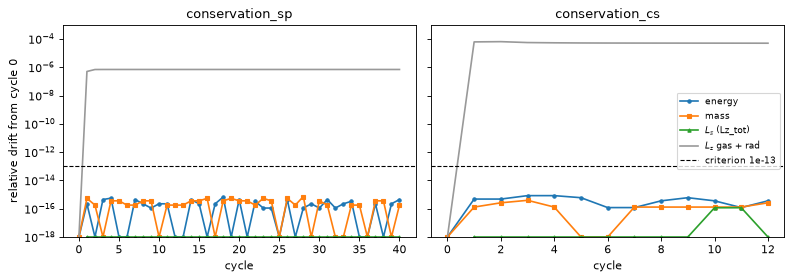 conservation_sp
conservation_cs
relative drift from cycle 0
10⁻⁴
10⁻⁶
10⁻⁸
10⁻¹⁰
10⁻¹²
10⁻¹⁴
10⁻¹⁶
10⁻¹⁸
energy
mass
Lₛ (Lz_tot)
L_z gas + rad
criterion 1e-13
0 5 10 15 20 25 30 35 40
0 2 4 6 8 10 12
cycle
cycle